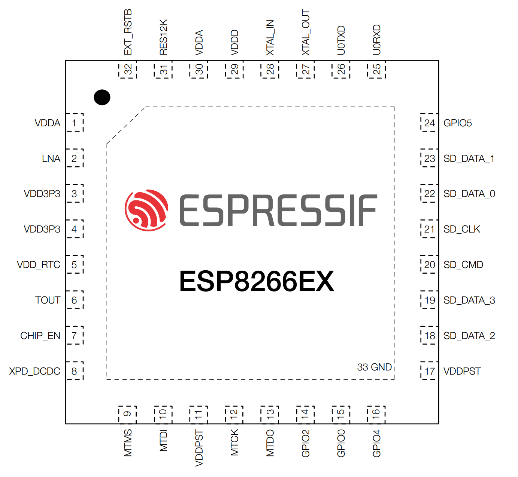 EXT_RSTB
RES12K
VDDA
VDDD
XTAL_IN
XTAL_OUT
U0TXD
U0RXD
32
31
30
29
28
27
26
25
VDDA 1
LNA 2
VDD3P3 3
VDD3P3 4
VDD_RTC 5
TOUT 6
CHIP_EN 7
XPD_DCDC 8
ESPRESSIF
ESP8266EX
33 GND
24 GPIO5
23 SD_DATA_1
22 SD_DATA_0
21 SD_CLK
20 SD_CMD
19 SD_DATA_3
18 SD_DATA_2
17 VDDPST
9
10
11
12
13
14
15
16
MTMS
MTDI
VDDPST
MTCK
MTDO
GPIO2
GPIO0
GPIO4